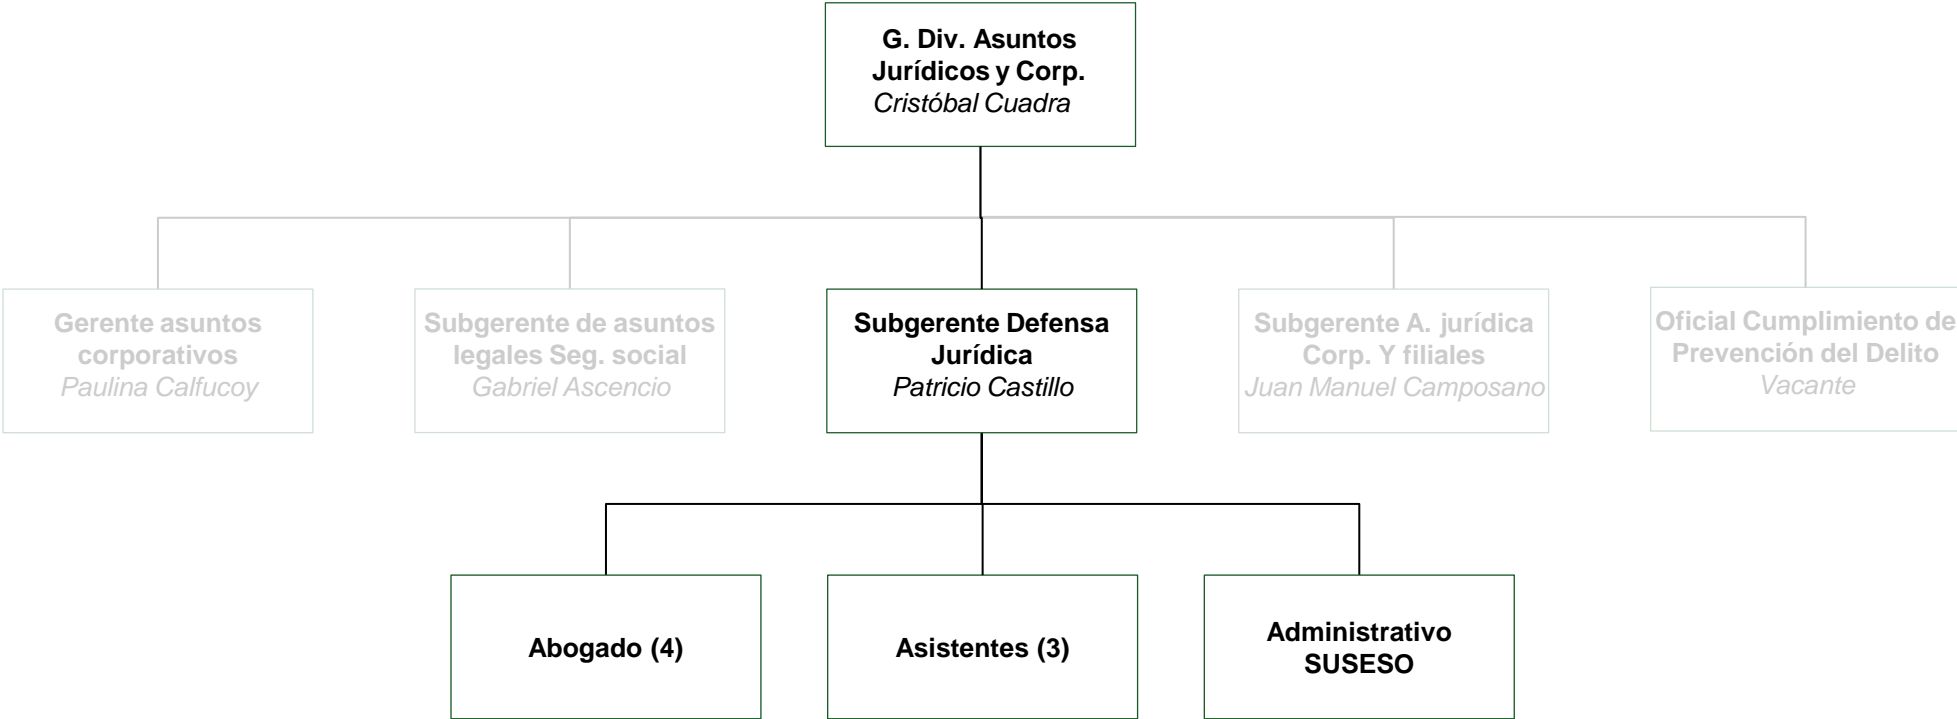 G. Div. Asuntos
Jurídicos y Corp.
Cristóbal Cuadra
Gerente asuntos
corporativos
Paulina Calfucoy
Subgerente de asuntos
legales Seg. social
Gabriel Ascencio
Subgerente Defensa
Jurídica
Patricio Castillo
Subgerente A. jurídica
Corp. Y filiales
Juan Manuel Camposano
Oficial Cumplimiento de
Prevención del Delito
Vacante
Abogado (4)
Asistentes (3)
Administrativo
SUSESO